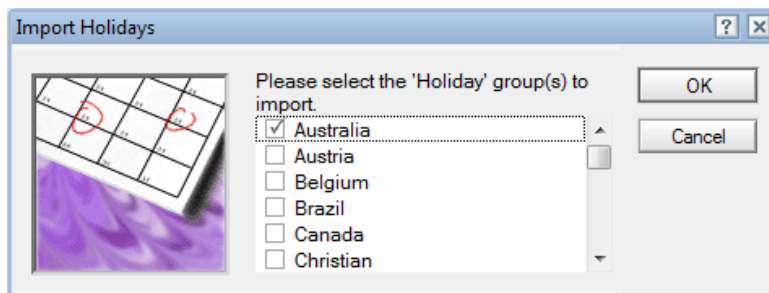 Import Holidays
?
Please select the 'Holiday' group(s) to
import.
Australia
Austria
Belgium
Brazil
Canada
Christian
OK
Cancel